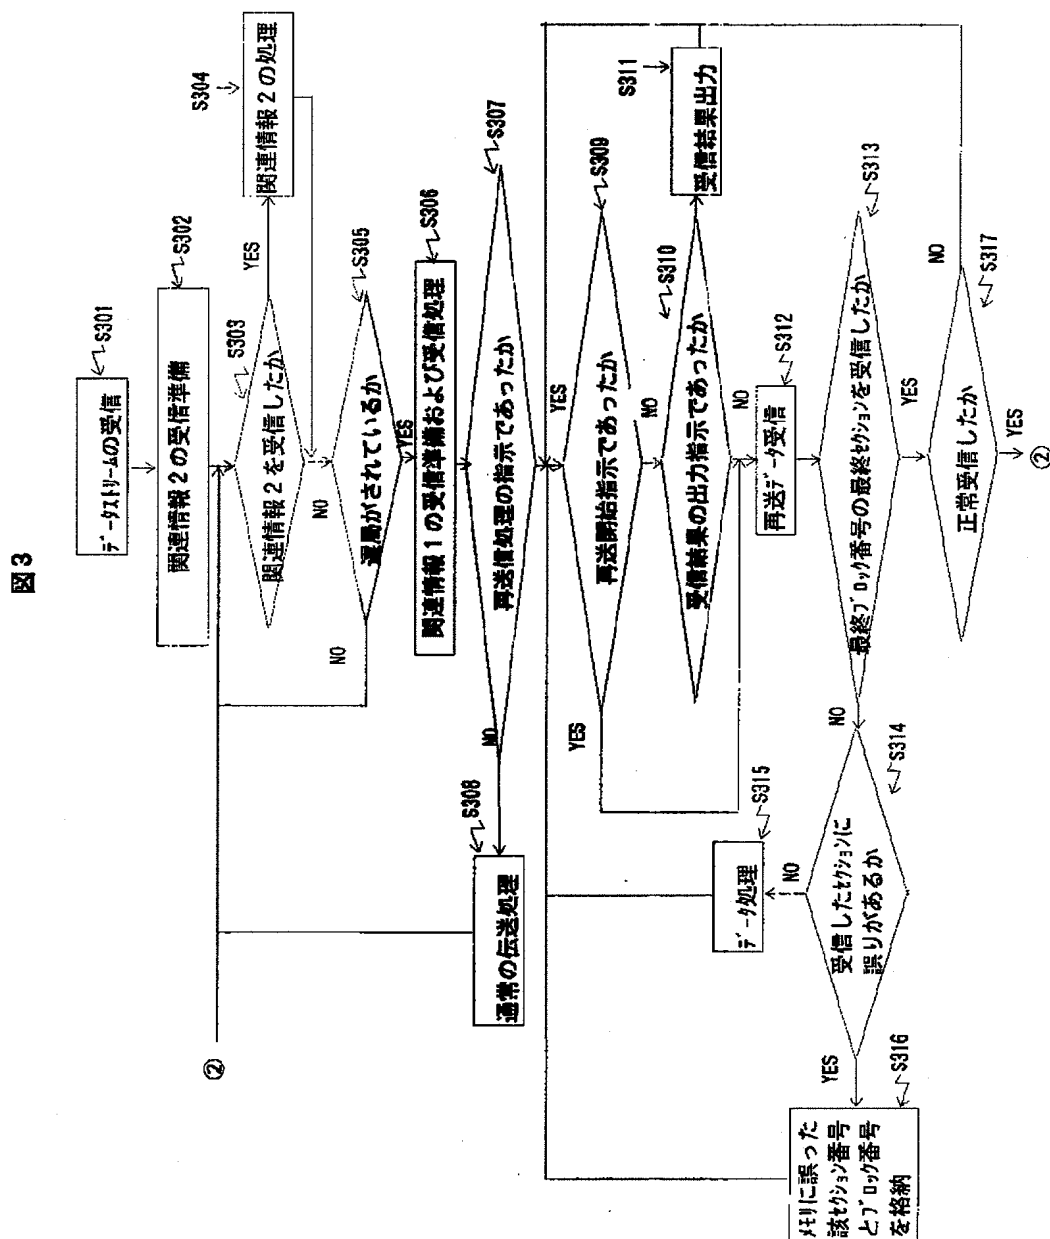 図3
データストリームの受信
S301
関連情報2の受信準備
S302
関連情報2を受信したか
S303
YES
NO
関連情報2の処理
S304
選局がされているか
S305
YES
NO
関連情報1の受信準備および受信処理
S306
再送信処理の指示であったか
S307
YES
NO
通常の伝送処理
S308
再送開始指示であったか
S309
YES
NO
受信結果の出力指示であったか
S310
NO
受信結果出力
S311
再送データ受信
S312
最終ブロック番号の最終セクションを受信したか
S313
YES
NO
受信したセクションに
誤りがあるか
S314
NO
YES
データ処理
S315
メモリに誤った
該セクション番号
とブロック番号
を格納
S316
正常受信したか
S317
NO
YES
②
②